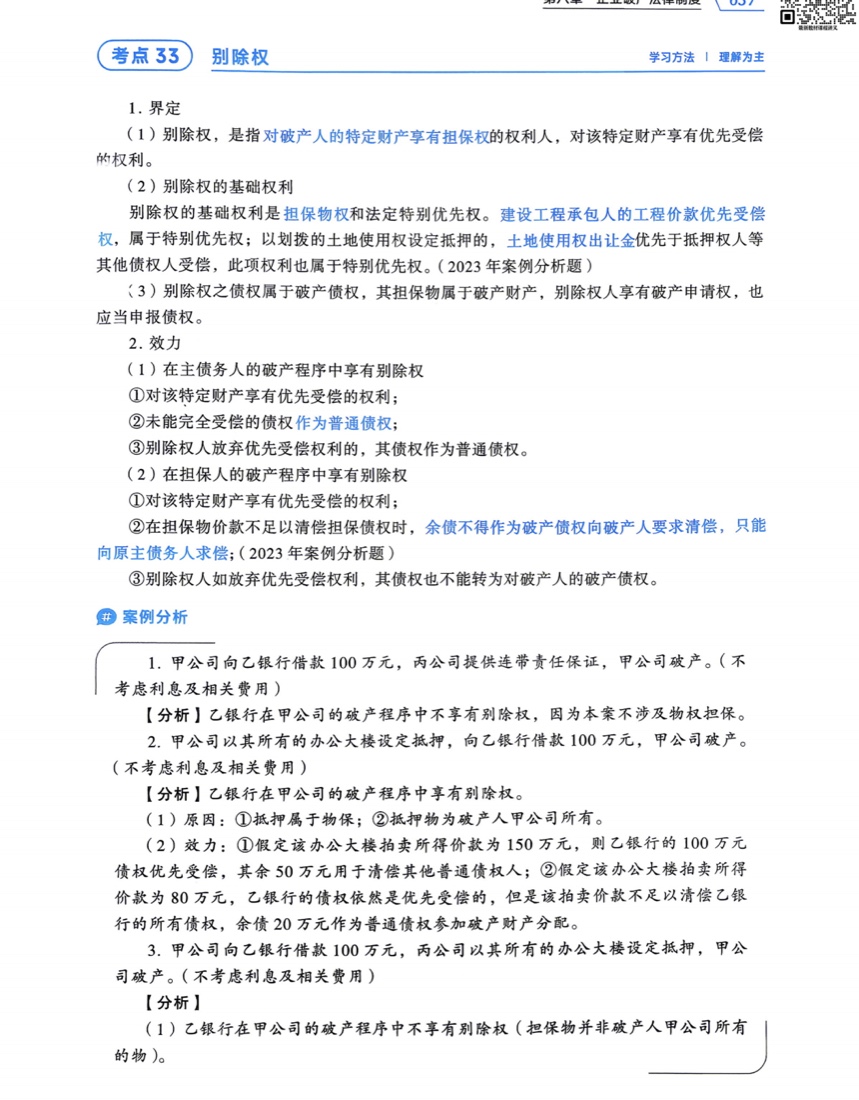 第八章 企业破产法律制度 637
考点 33 别除权 学习方法 | 理解为主
1. 界定
（1）别除权，是指对破产人的特定财产享有担保权的权利人，对该特定财产享有优先受偿
的权利。
（2）别除权的基础权利
别除权的基础权利是担保物权和法定特别优先权。建设工程承包人的工程价款优先受偿
权，属于特别优先权；以划拨的土地使用权设定抵押的，土地使用权出让金优先于抵押权人等
其他债权人受偿，此项权利也属于特别优先权。（2023 年案例分析题）
（3）别除权之债权属于破产债权，其担保物属于破产财产，别除权人享有破产申请权，也
应当申报债权。
2. 效力
（1）在主债务人的破产程序中享有别除权
①对该特定财产享有优先受偿的权利；
②未能完全受偿的债权作为普通债权；
③别除权人放弃优先受偿权利的，其债权作为普通债权。
（2）在担保人的破产程序中享有别除权
①对该特定财产享有优先受偿的权利；
②在担保物价款不足以清偿担保债权时，余债不得作为破产债权向破产人要求清偿，只能
向原主债务人求偿；（2023 年案例分析题）
③别除权人如放弃优先受偿权利，其债权也不能转为对破产人的破产债权。
# 案例分析
1. 甲公司向乙银行借款 100 万元，丙公司提供连带责任保证，甲公司破产。（不
考虑利息及相关费用）
【分析】乙银行在甲公司的破产程序中不享有别除权，因为本案不涉及物权担保。
2. 甲公司以其所有的办公大楼设定抵押，向乙银行借款 100 万元，甲公司破产。
（不考虑利息及相关费用）
【分析】乙银行在甲公司的破产程序中享有别除权。
（1）原因：①抵押属于物保；②抵押物为破产人甲公司所有。
（2）效力：①假定该办公大楼拍卖所得价款为 150 万元，则乙银行的 100 万元
债权优先受偿，其余 50 万元用于清偿其他普通债权人；②假定该办公大楼拍卖所得
价款为 80 万元，乙银行的债权依然是优先受偿的，但是该拍卖价款不足以清偿乙银
行的所有债权，余债 20 万元作为普通债权参加破产财产分配。
3. 甲公司向乙银行借款 100 万元，丙公司以其所有的办公大楼设定抵押，甲公
司破产。（不考虑利息及相关费用）
【分析】
（1）乙银行在甲公司的破产程序中不享有别除权（担保物并非破产人甲公司所有
的物）。